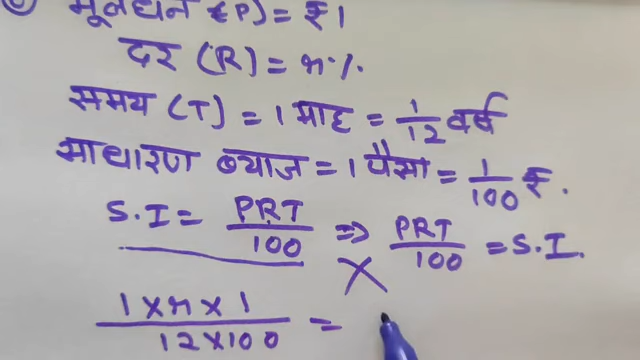 मूलधन (P) = ₹1
दर (R) = n%
समय (T) = 1 माह = 1/12 वर्ष
साधारण ब्याज = 1 पैसा = 1/100 ₹.
S.I = PRT/100 ⇒ PRT/100 = S.I.
1 × n × 1 / 12 × 100 =